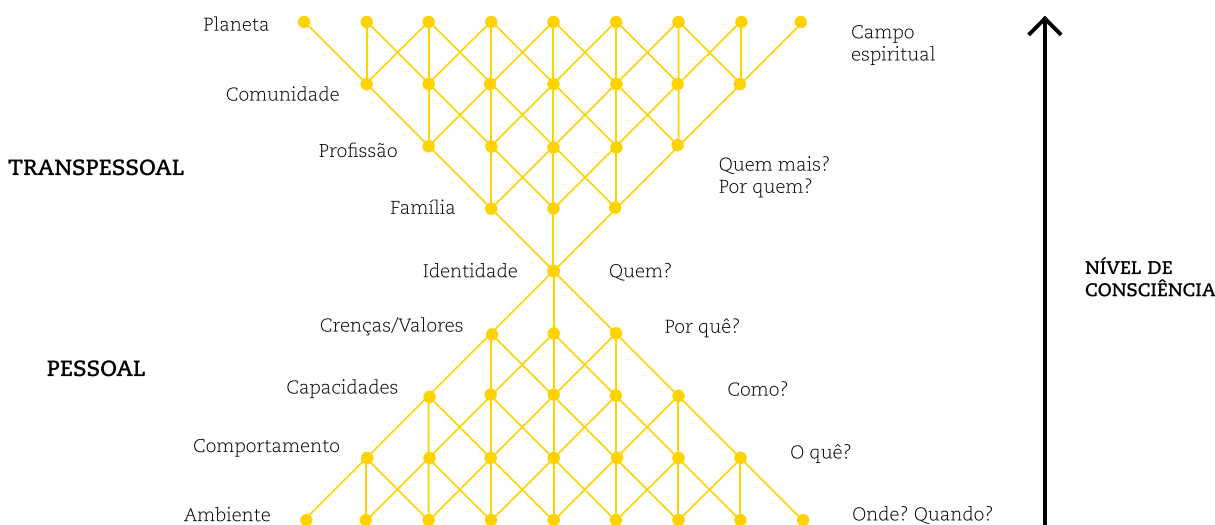 Planeta
Campo
espiritual
Comunidade
Profissão
TRANSPESSOAL
Quem mais?
Por quem?
Família
Identidade
Quem?
NÍVEL DE
CONSCIÊNCIA
Crenças/Valores
Por quê?
PESSOAL
Capacidades
Como?
Comportamento
O quê?
Ambiente
Onde? Quando?